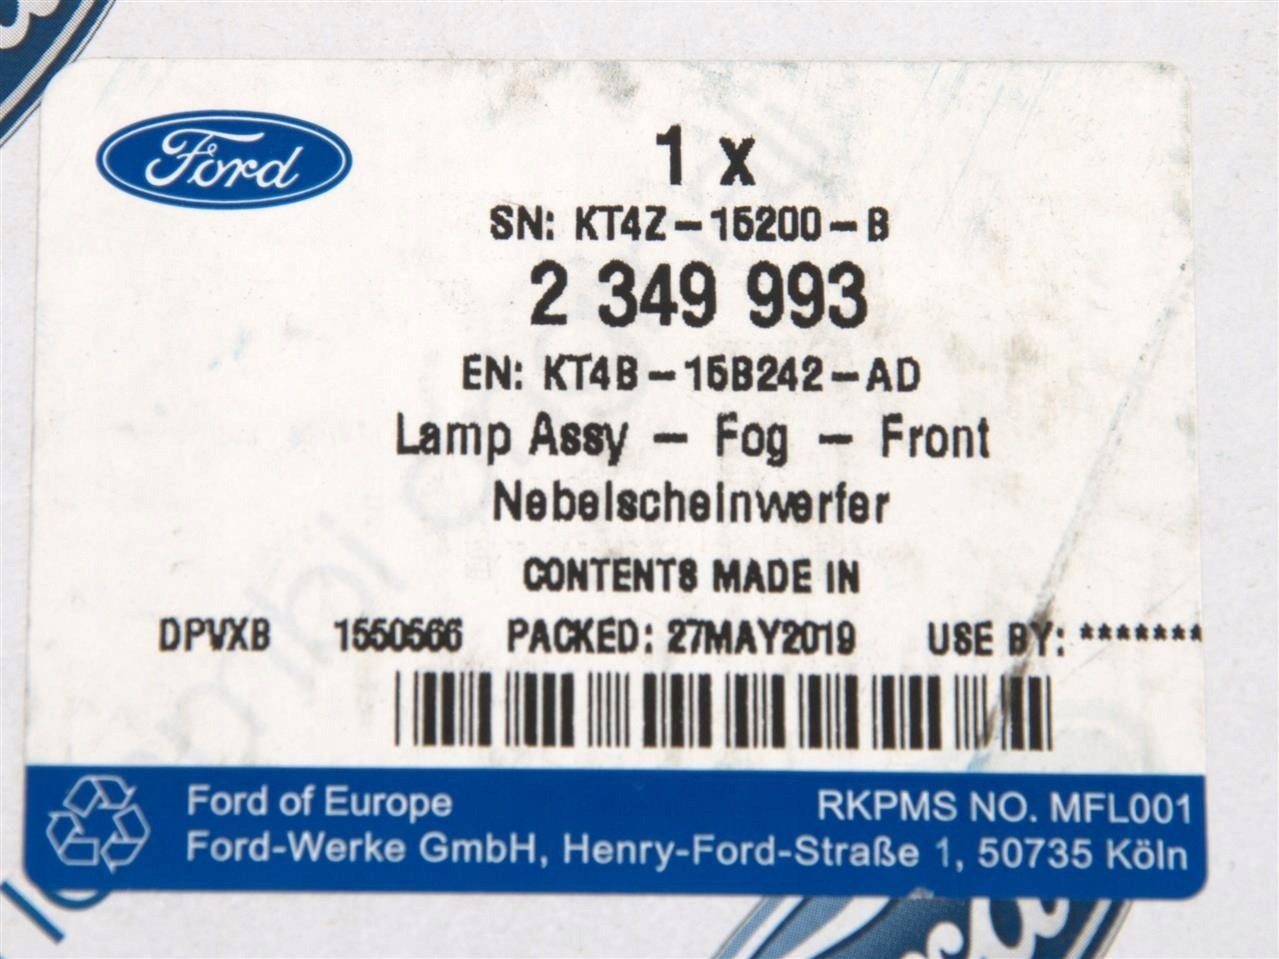 Ford
1 x
SN: KT4Z-15200-B
2 349 993
EN: KT4B-15B242-AD
Lamp Assy - Fog - Front
Nebelscheinwerfer
CONTENTS MADE IN
DPVXB 1550566 PACKED: 27MAY2019 USE BY: *******
Ford of Europe RKPMS NO. MFL001
Ford-Werke GmbH, Henry-Ford-Straße 1, 50735 Köln